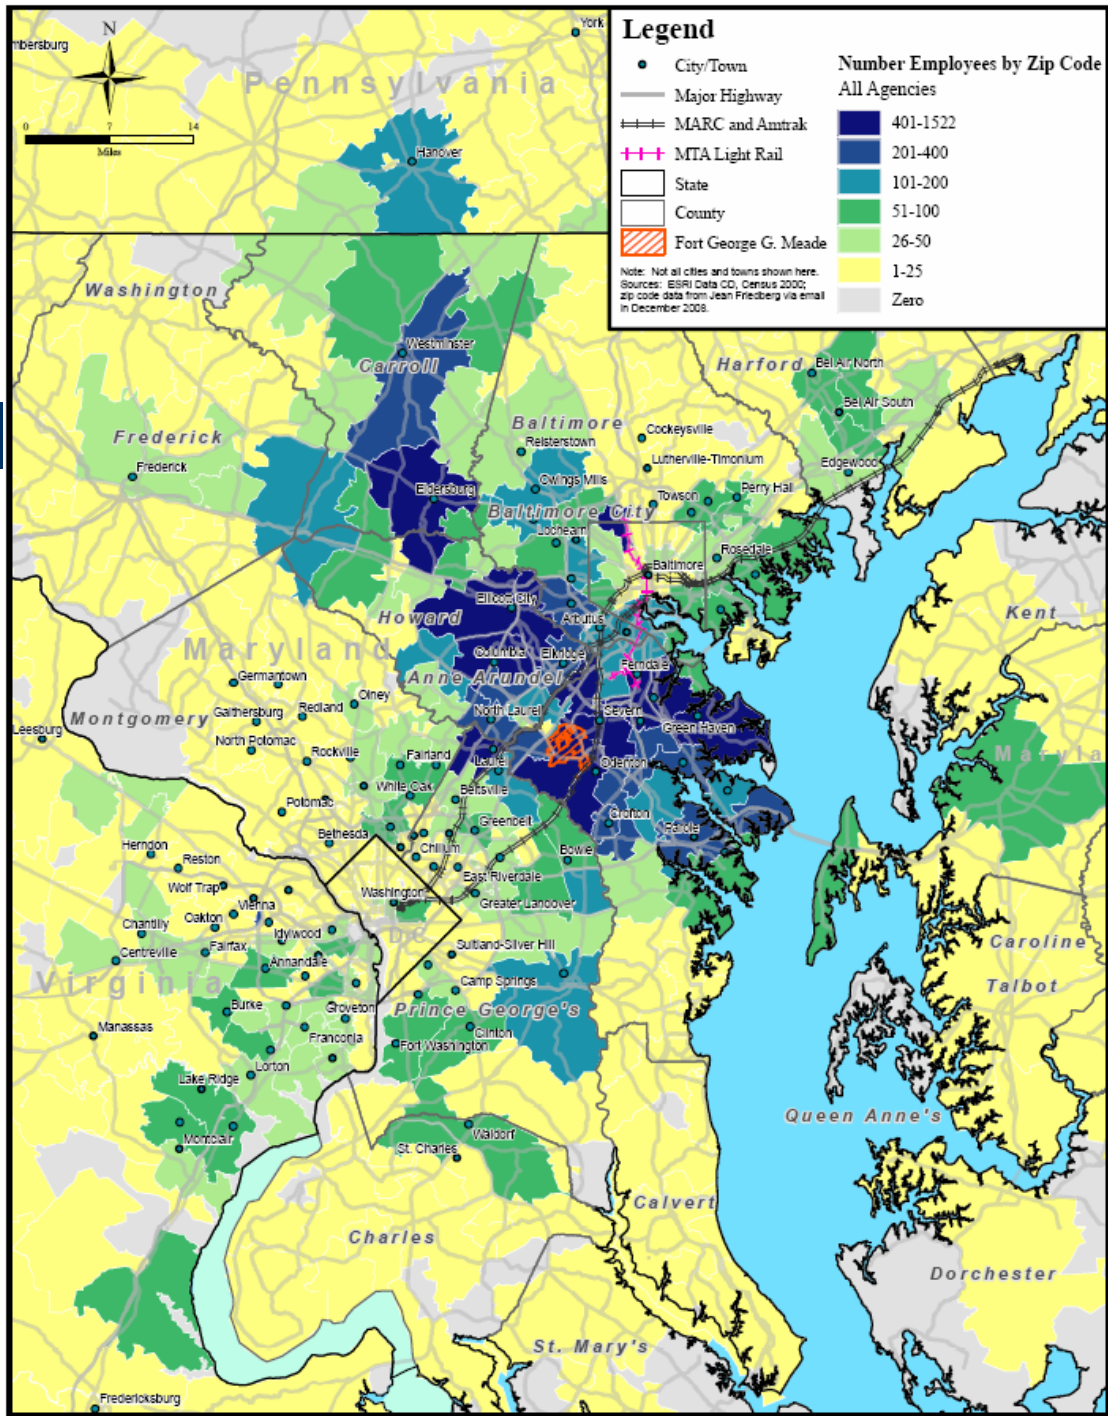 Legend
City/Town
Major Highway
MARC and Amtrak
MTA Light Rail
State
County
Fort George G. Meade
Note: Not all cities and towns shown here.
Sources: ESRI Data CD, Census 2000;
zip code data from Jean Friedberg via email
in December 2008.
Number Employees by Zip Code
All Agencies
401-1522
201-400
101-200
51-100
26-50
1-25
Zero
N
0 7 14
Miles
mbersburg
York
Pennsylvania
Hanover
Washington
Westminster
Carroll
Harford
Bel Air North
Bel Air South
Frederick
Frederick
Baltimore
Cockeysville
Reisterstown
Lutherville-Timonium
Edgewood
Eldersburg
Owings Mills
Towson
Perry Hall
Baltimore City
Lochearn
Rosedale
Baltimore
Ellicott City
Howard
Arbutus
Kent
Maryland
Columbia
Elkridge
Ferndale
Anne Arundel
Germantown
Olney
Montgomery
Gaithersburg
Redland
North Laurel
Severn
Green Haven
Leesburg
North Potomac
Rockville
Fairland
Laurel
Odenton
Maryla
White Oak
Beltsville
Potomac
Crofton
Parole
Bethesda
Greenbelt
Herndon
Chillum
Bowie
Reston
East Riverdale
Wolf Trap
Washington
Greater Landover
Vienna
Oakton
Chantilly
Idylwood
D.C.
Centreville
Fairfax
Suitland-Silver Hill
Caroline
Annandale
Virginia
Camp Springs
Talbot
Burke
Groveton
Prince George's
Manassas
Franconia
Clinton
Fort Washington
Lorton
Lake Ridge
Queen Anne's
Montclair
Waldorf
St. Charles
Calvert
Charles
Dorchester
St. Mary's
Fredericksburg